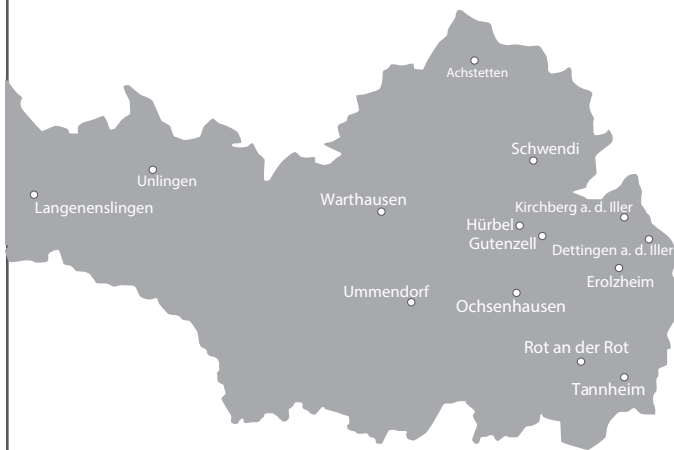 Achstetten
Schwendi
Unlingen
Langenenslingen
Warthausen
Kirchberg a. d. Iller
Hürbel
Gutenzell
Dettingen a. d. Iller
Erolzheim
Ummendorf
Ochsenhausen
Rot an der Rot
Tannheim